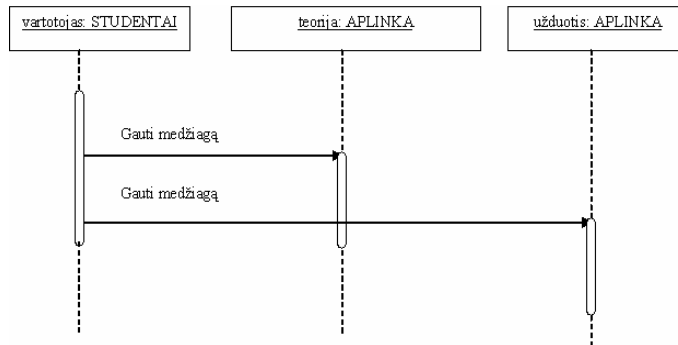 vartotojas: STUDENTAI
teorija: APLINKA
užduotis: APLINKA
Gauti medžiagą
Gauti medžiagą